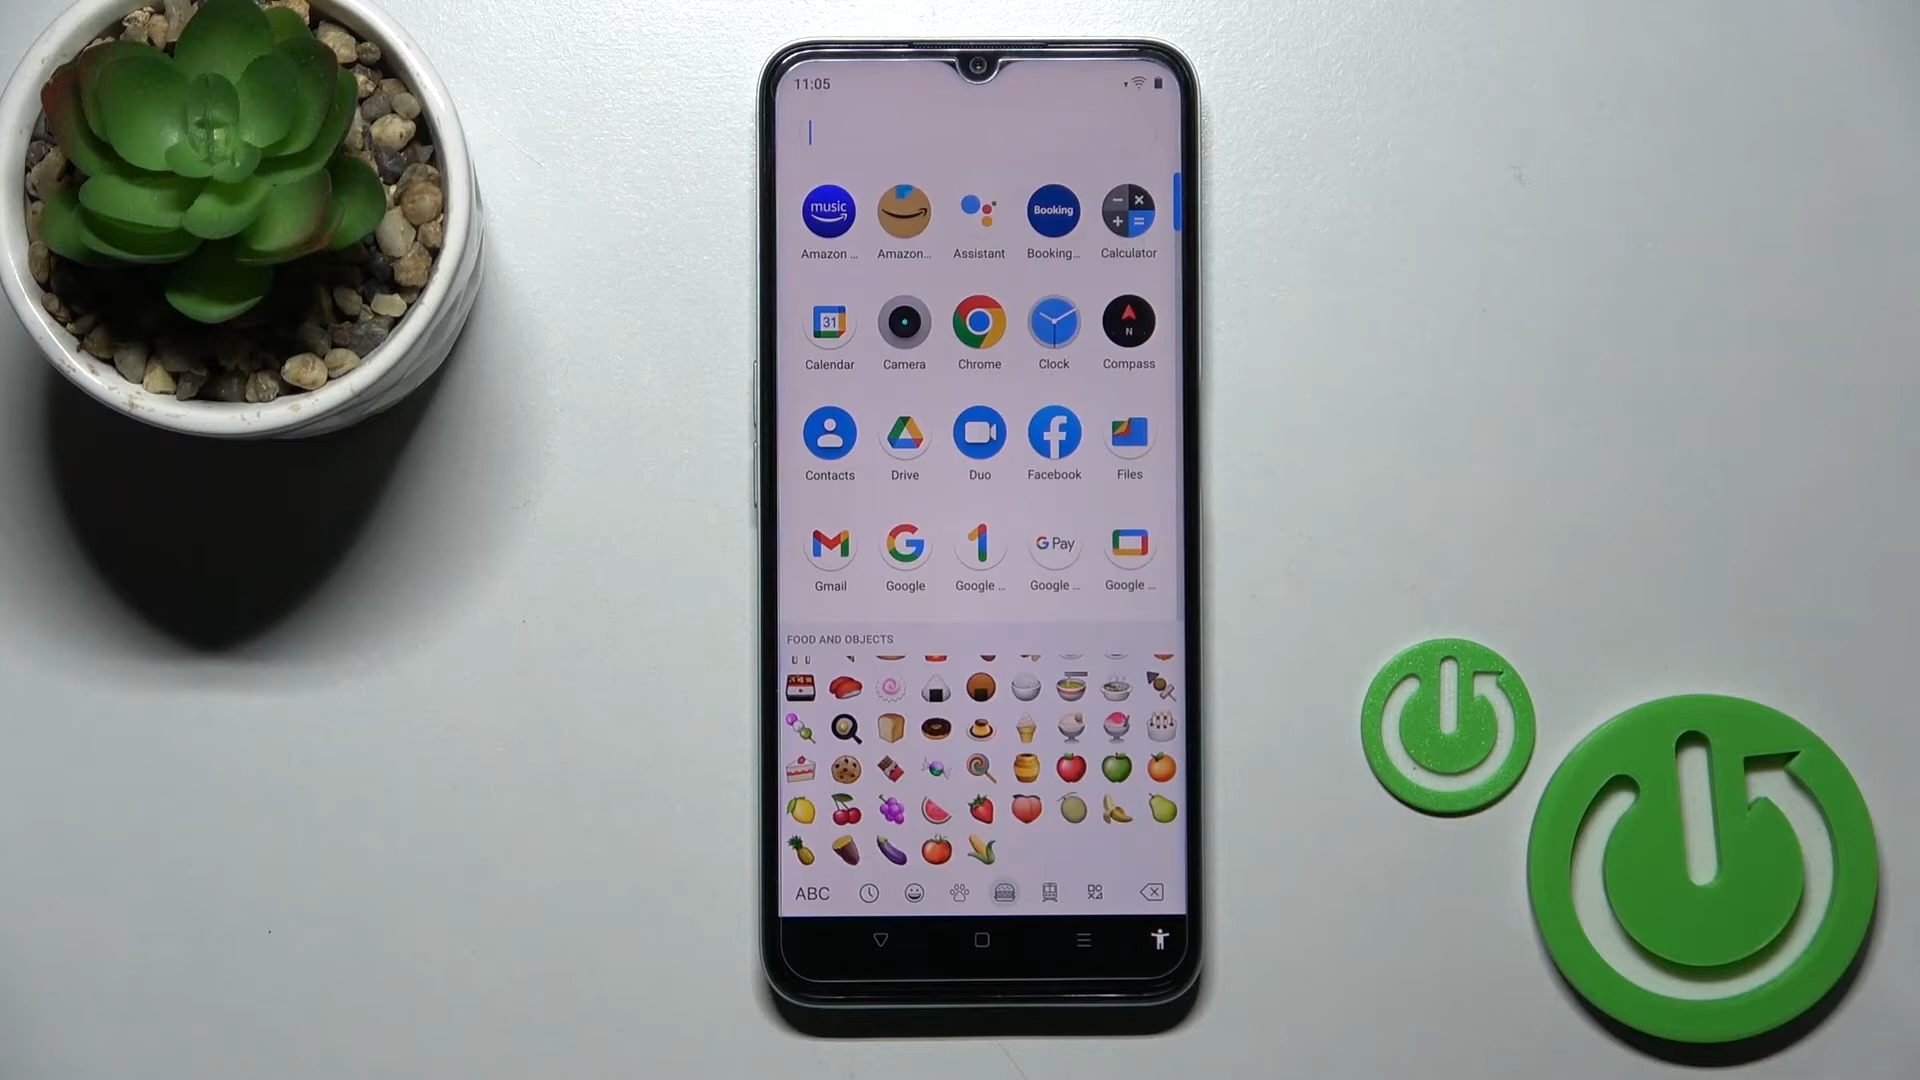 11:05
music
Booking
Amazon ...
Amazon...
Assistant
Booking...
Calculator
31
N
Calendar
Camera
Chrome
Clock
Compass
Contacts
Drive
Duo
Facebook
Files
G Pay
Gmail
Google
Google ...
Google ...
Google ...
FOOD AND OBJECTS
ABC